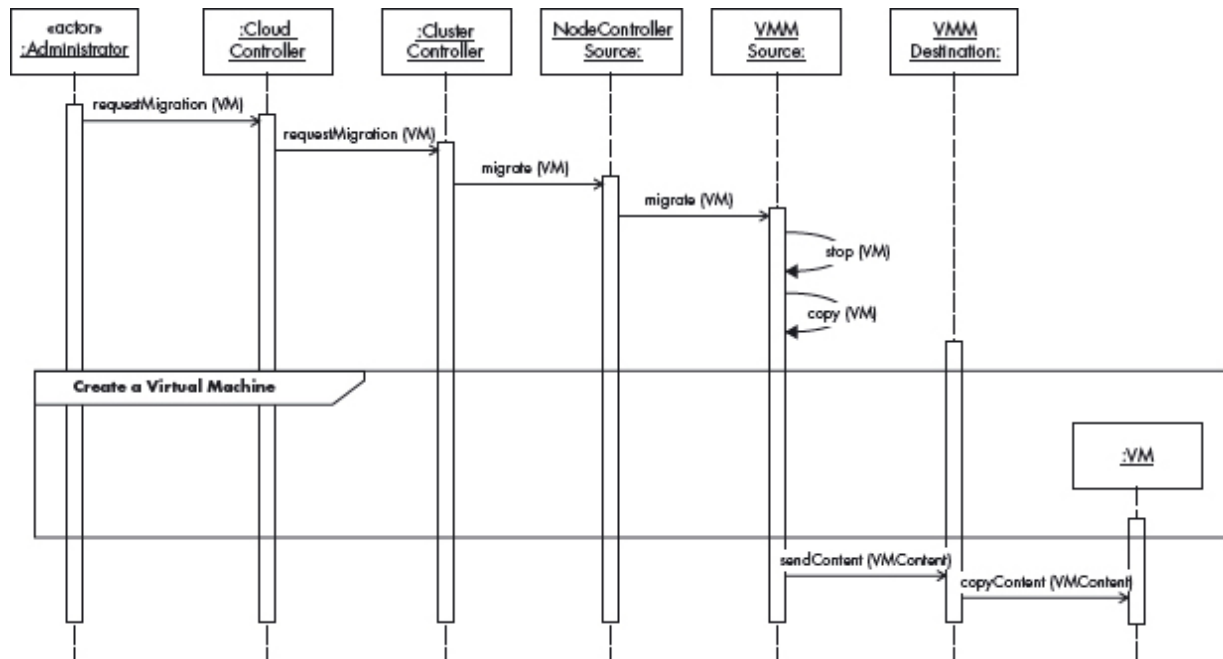 «actor»
:Administrator
:Cloud
Controller
:Cluster
Controller
NodeController
Source:
VMM
Source:
VMM
Destination:
requestMigration (VM)
requestMigration (VM)
migrate (VM)
migrate (VM)
stop (VM)
copy (VM)
Create a Virtual Machine
:VM
sendContent (VMContent)
copyContent (VMContent)